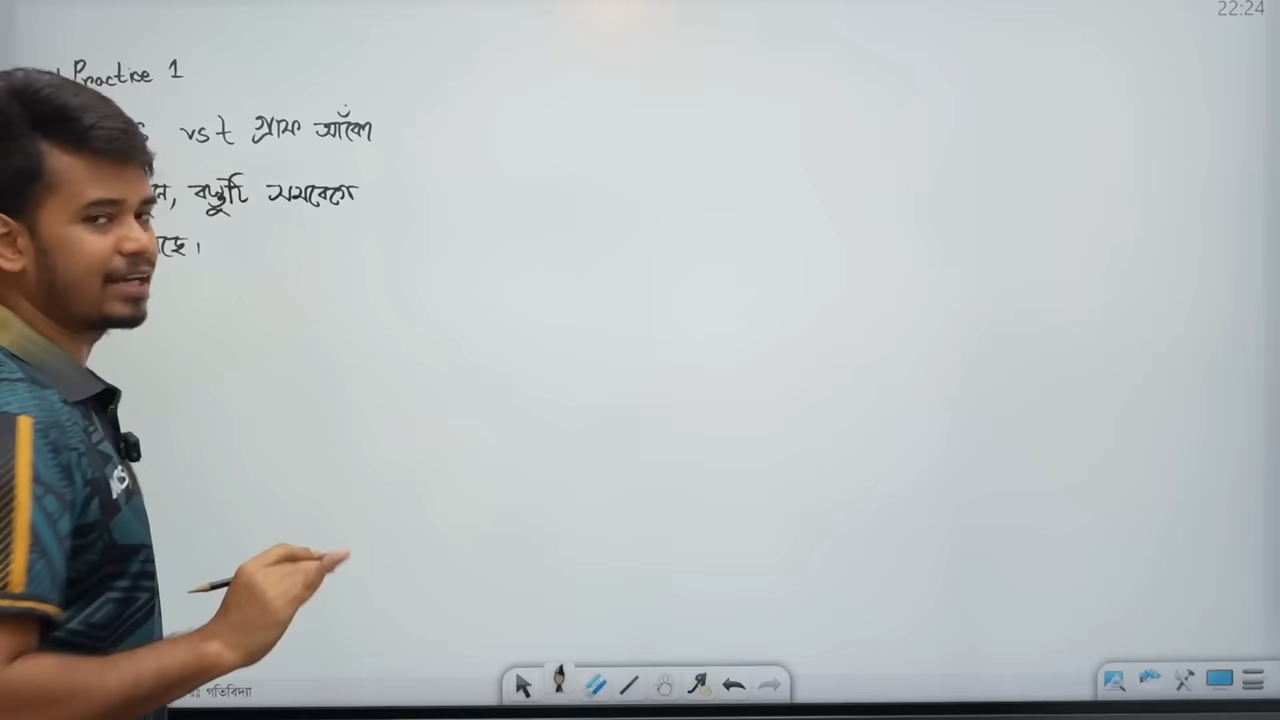 22:24
Practice 1
vs t গ্রাফ আঁকো
বস্তুটি সমবেগে
ছে।
গতিবিদ্যা